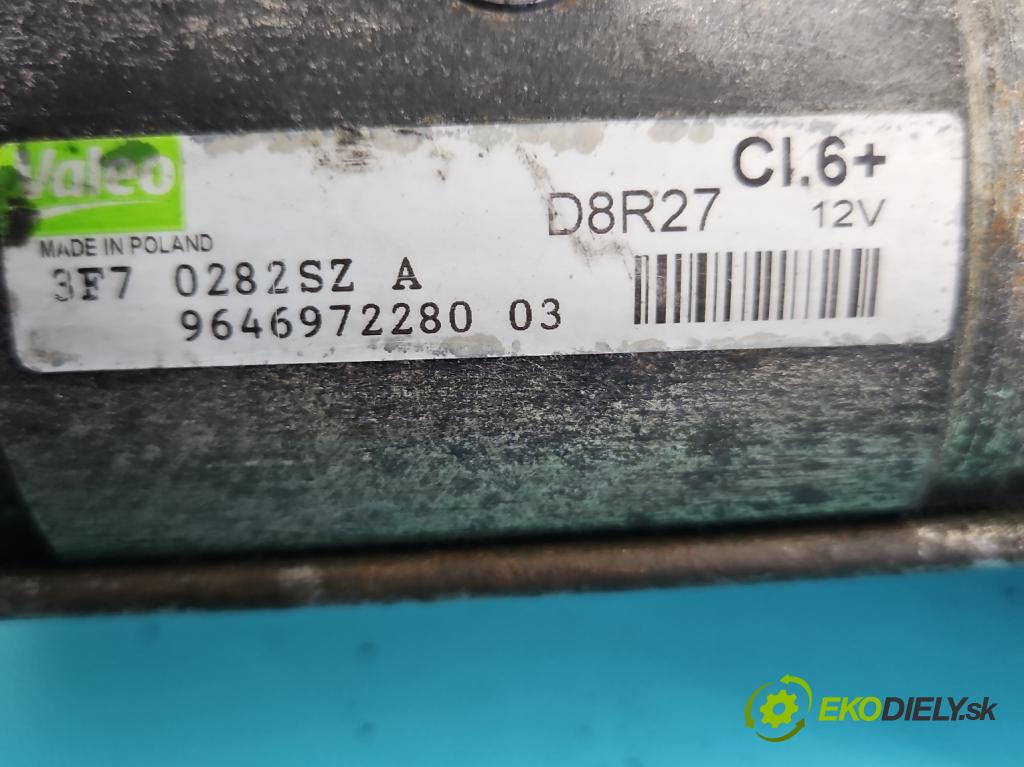 Valeo
MADE IN POLAND
D8R27
Cl.6+
12V
3F7 0282SZ A
9646972280 03
EKODIELY.sk